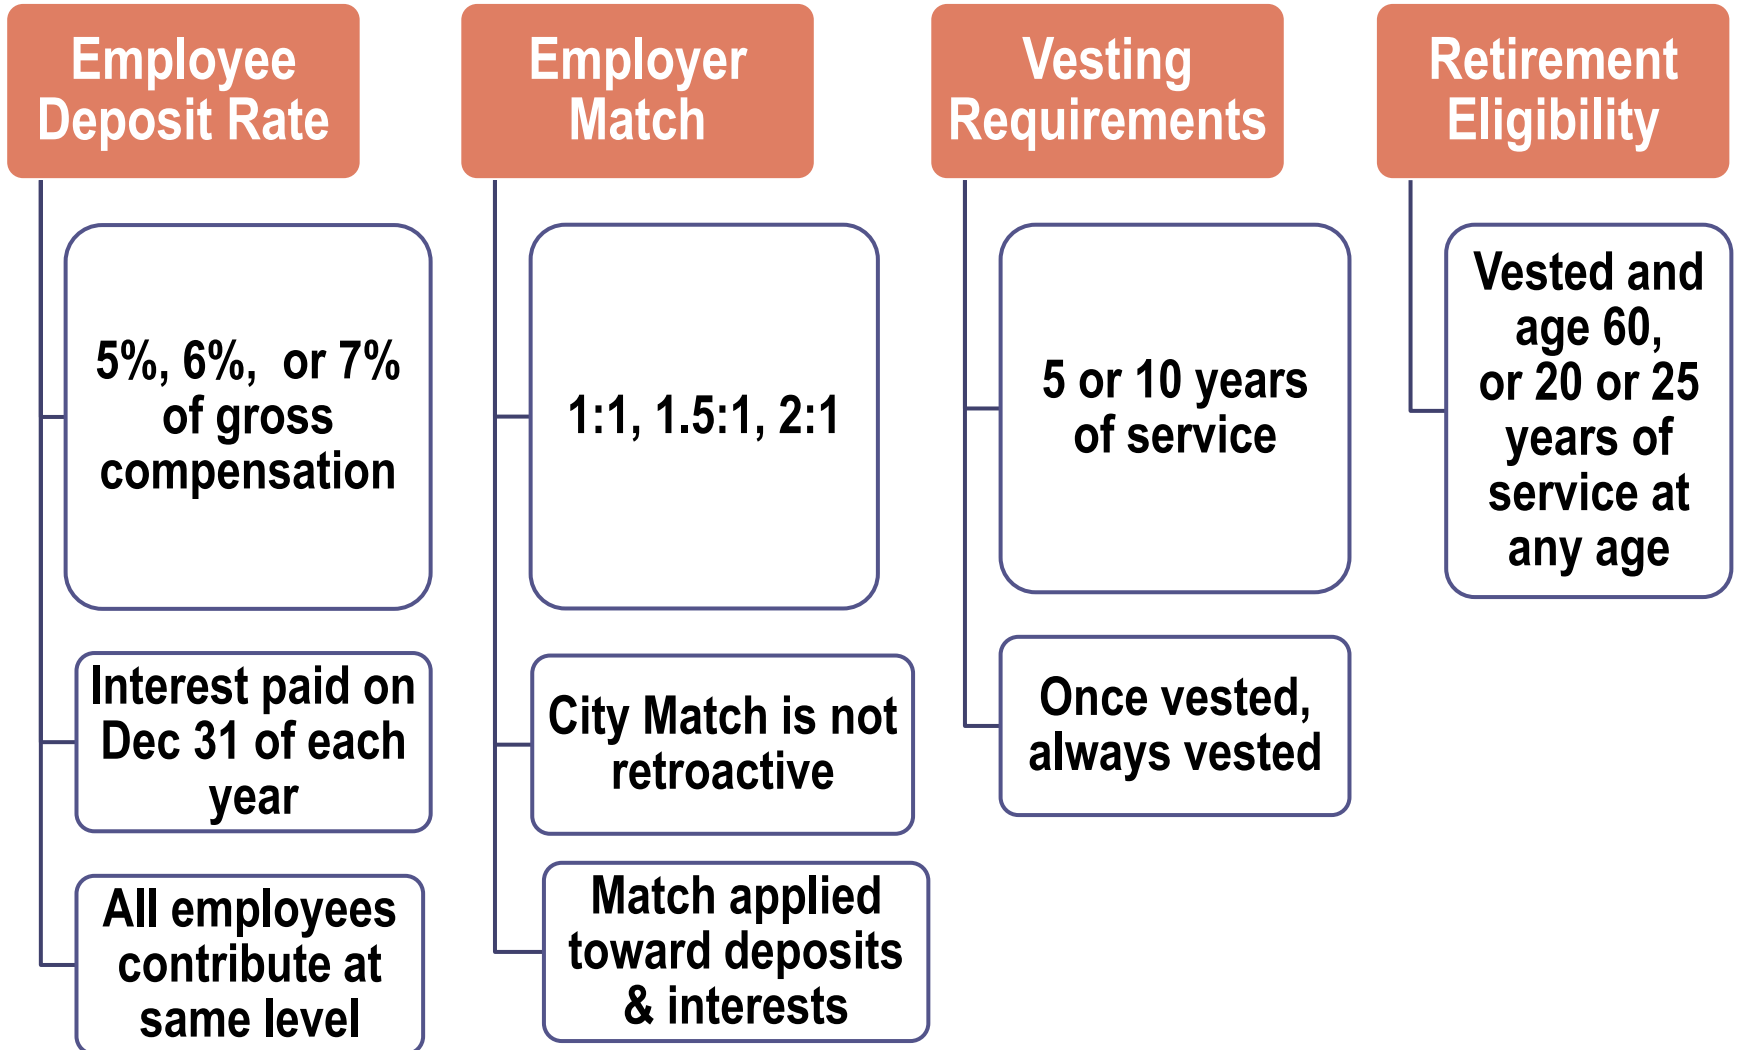 Employee
Deposit Rate
5%, 6%, or 7%
of gross
compensation
Interest paid on
Dec 31 of each
year
All employees
contribute at
same level
Employer
Match
1:1, 1.5:1, 2:1
City Match is not
retroactive
Match applied
toward deposits
& interests
Vesting
Requirements
5 or 10 years
of service
Once vested,
always vested
Retirement
Eligibility
Vested and
age 60,
or 20 or 25
years of
service at
any age